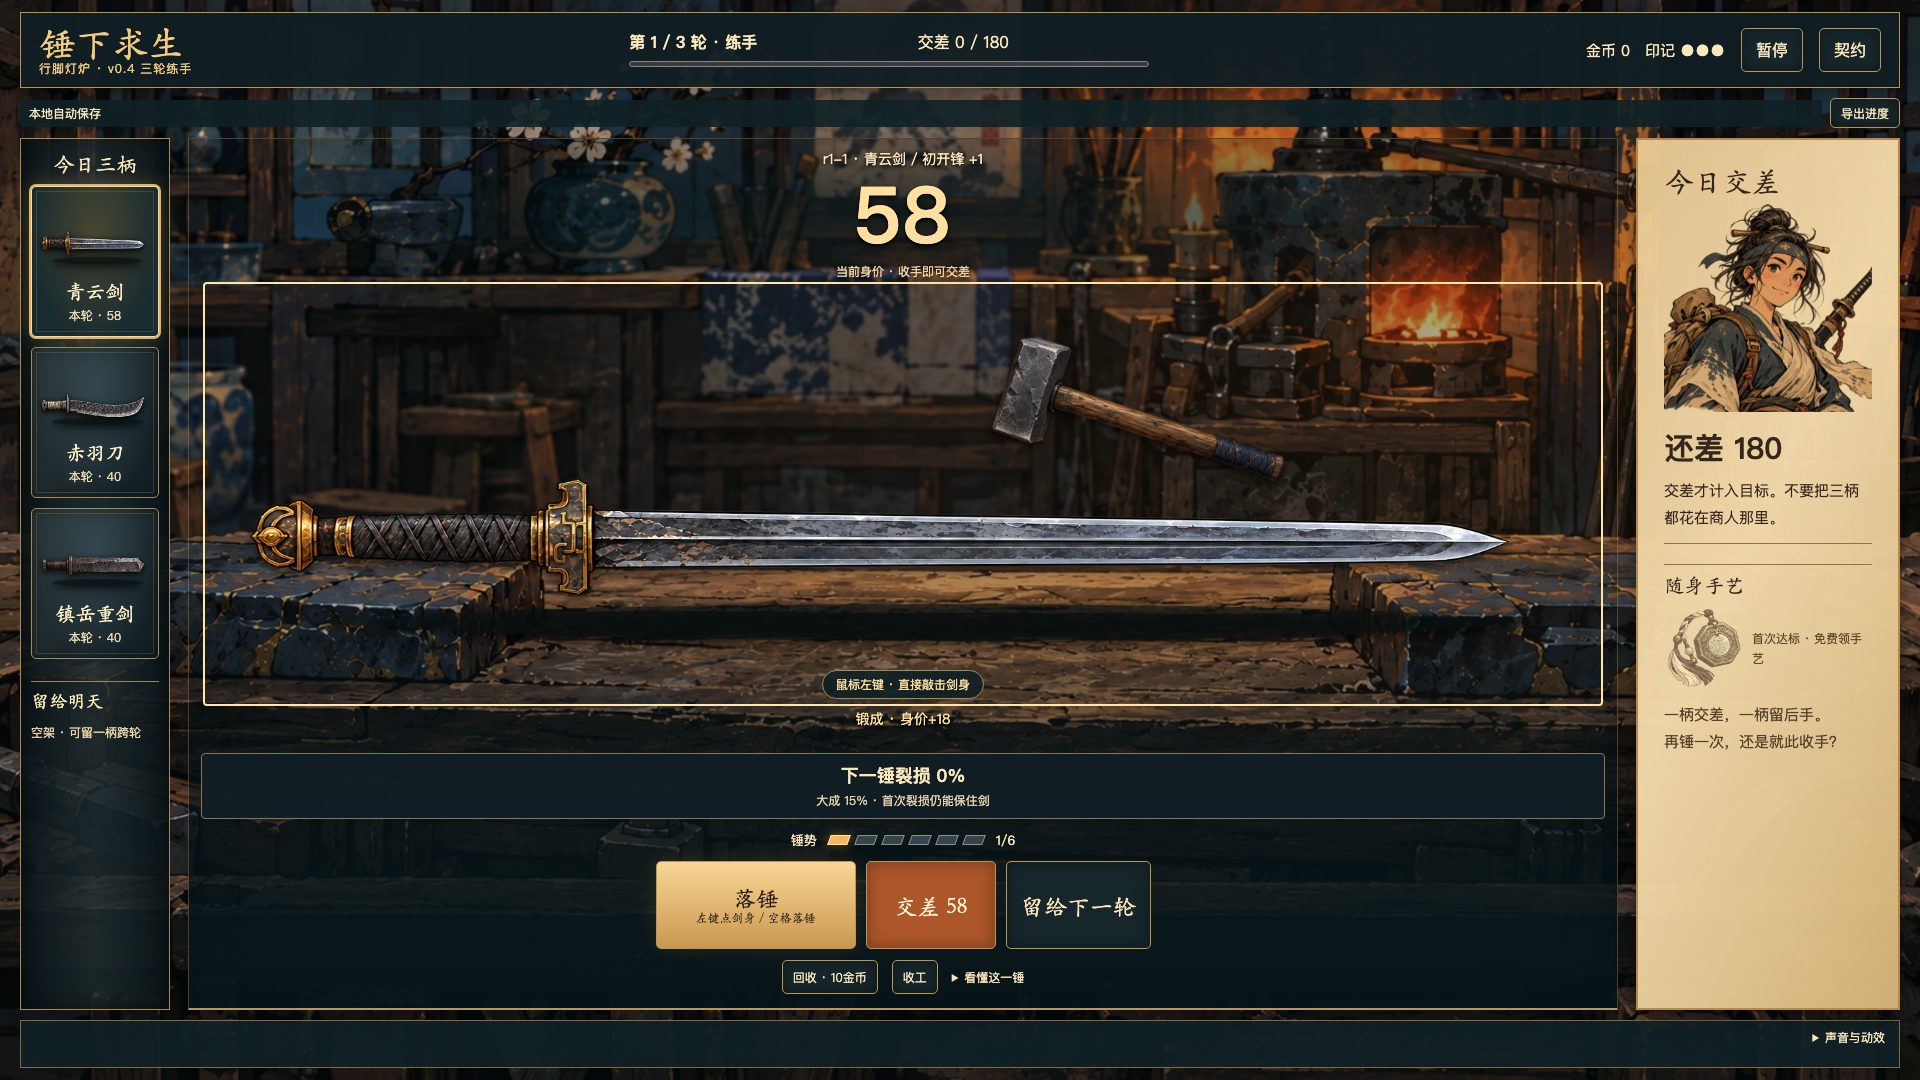 锤下求生
行脚灯炉 · v0.4 三轮练手
第 1 / 3 轮 · 练手
交差 0 / 180
金币 0
印记
暂停
契约
本地自动保存
导出进度
今日三柄
青云剑
本轮 · 58
赤羽刀
本轮 · 40
镇岳重剑
本轮 · 40
留给明天
空架 · 可留一柄跨轮
r1-1 · 青云剑 / 初开锋 +1
58
当前身价 · 收手即可交差
鼠标左键 · 直接敲击剑身
锻成 · 身价+18
下一锤裂损 0%
大成 15% · 首次裂损仍能保住剑
锤势
1/6
落锤
左键点剑身 / 空格落锤
交差 58
留给下一轮
回收 · 10金币
收工
看懂这一锤
今日交差
还差 180
交差才计入目标。不要把三柄
都花在商人那里。
随身手艺
首次达标 · 免费领手
艺
一柄交差，一柄留后手。
再锤一次，还是就此收手?
声音与动效